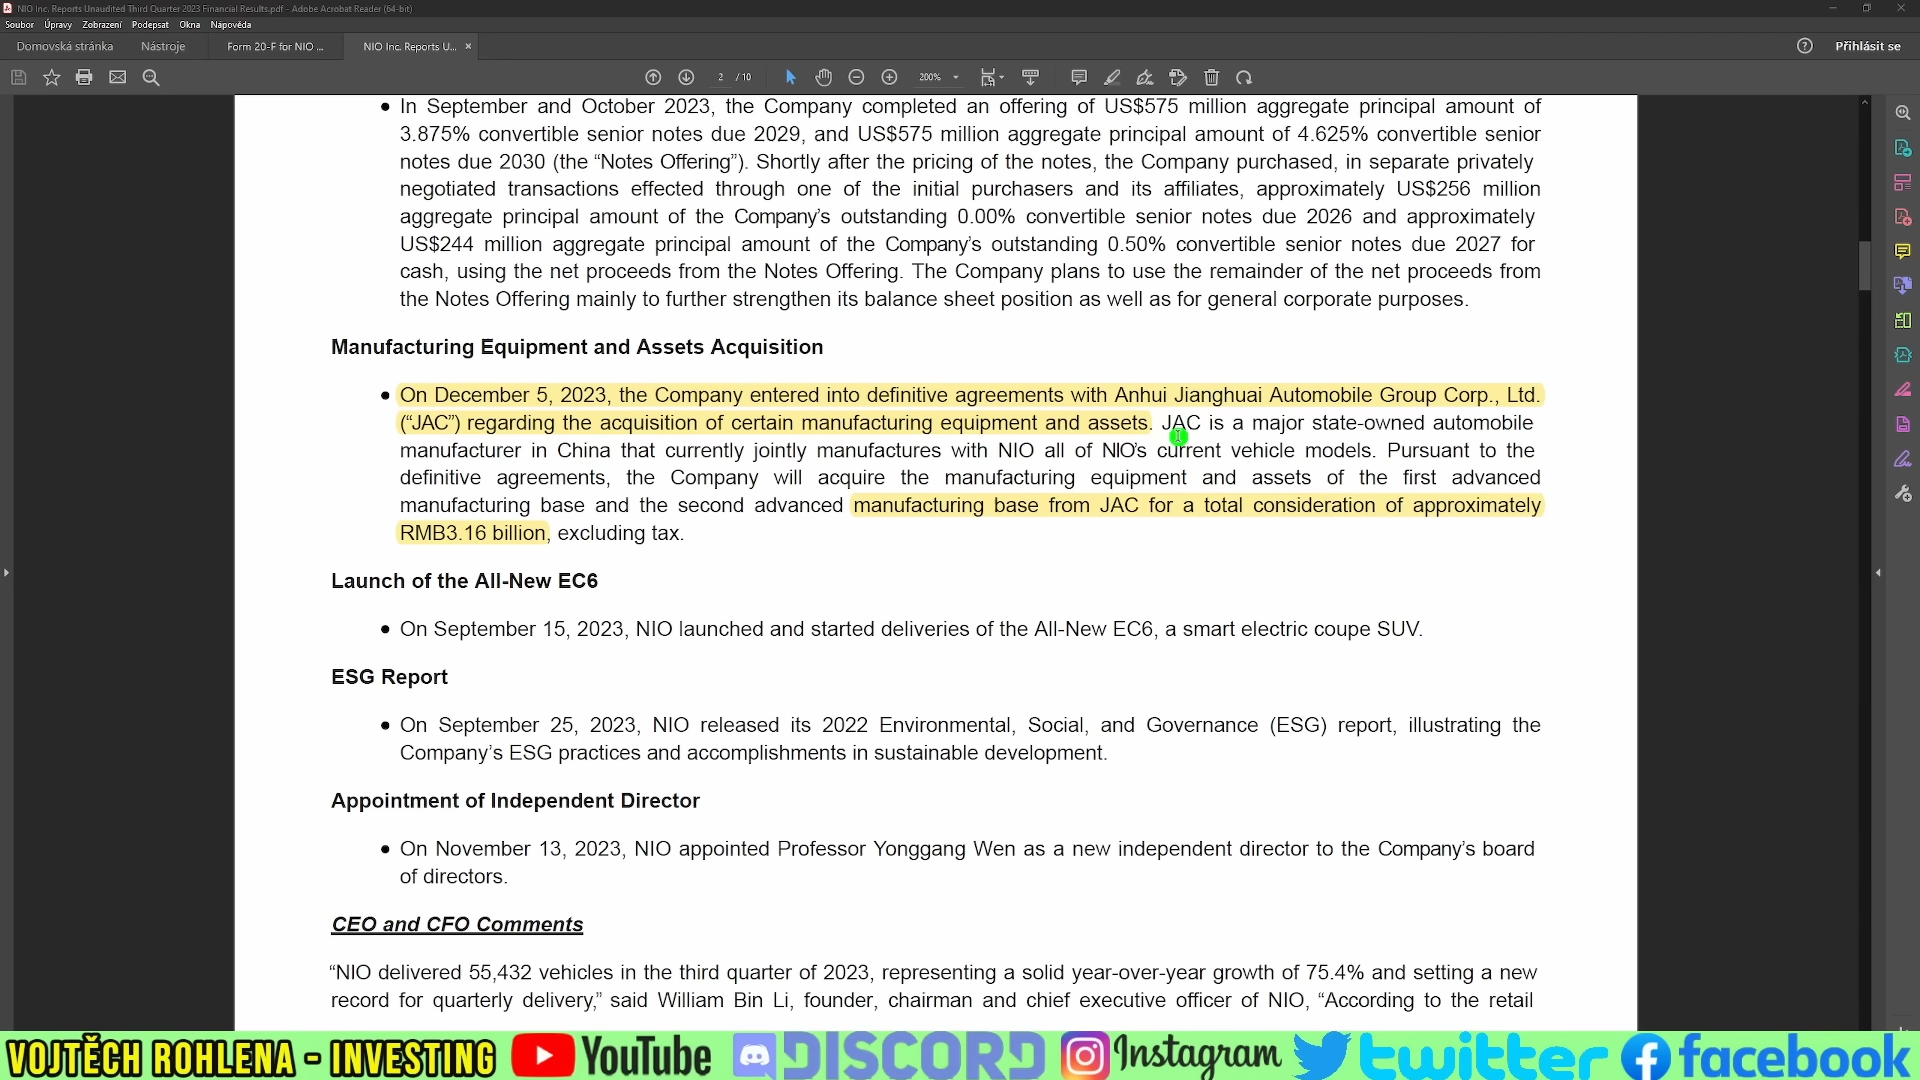 NIO Inc. Reports Unaudited Third Quarter 2023 Financial Results.pdf - Adobe Acrobat Reader (64-bit)
Soubor Úpravy Zobrazení Podepsat Okna Nápověda
Domovská stránka Nástroje Form 20-F for NIO ... NIO Inc. Reports U... × Přihlásit se
2 / 10 200%
• In September and October 2023, the Company completed an offering of US$575 million aggregate principal amount of
3.875% convertible senior notes due 2029, and US$575 million aggregate principal amount of 4.625% convertible senior
notes due 2030 (the “Notes Offering”). Shortly after the pricing of the notes, the Company purchased, in separate privately
negotiated transactions effected through one of the initial purchasers and its affiliates, approximately US$256 million
aggregate principal amount of the Company’s outstanding 0.00% convertible senior notes due 2026 and approximately
US$244 million aggregate principal amount of the Company’s outstanding 0.50% convertible senior notes due 2027 for
cash, using the net proceeds from the Notes Offering. The Company plans to use the remainder of the net proceeds from
the Notes Offering mainly to further strengthen its balance sheet position as well as for general corporate purposes.
Manufacturing Equipment and Assets Acquisition
• On December 5, 2023, the Company entered into definitive agreements with Anhui Jianghuai Automobile Group Corp., Ltd.
(“JAC”) regarding the acquisition of certain manufacturing equipment and assets. JAC is a major state-owned automobile
manufacturer in China that currently jointly manufactures with NIO all of NIO’s current vehicle models. Pursuant to the
definitive agreements, the Company will acquire the manufacturing equipment and assets of the first advanced
manufacturing base and the second advanced manufacturing base from JAC for a total consideration of approximately
RMB3.16 billion, excluding tax.
Launch of the All-New EC6
• On September 15, 2023, NIO launched and started deliveries of the All-New EC6, a smart electric coupe SUV.
ESG Report
• On September 25, 2023, NIO released its 2022 Environmental, Social, and Governance (ESG) report, illustrating the
Company’s ESG practices and accomplishments in sustainable development.
Appointment of Independent Director
• On November 13, 2023, NIO appointed Professor Yonggang Wen as a new independent director to the Company’s board
of directors.
CEO and CFO Comments
“NIO delivered 55,432 vehicles in the third quarter of 2023, representing a solid year-over-year growth of 75.4% and setting a new
record for quarterly delivery,” said William Bin Li, founder, chairman and chief executive officer of NIO, “According to the retail
VOJTĚCH ROHLENA - INVESTING YouTube DISCORD Instagram twitter facebook